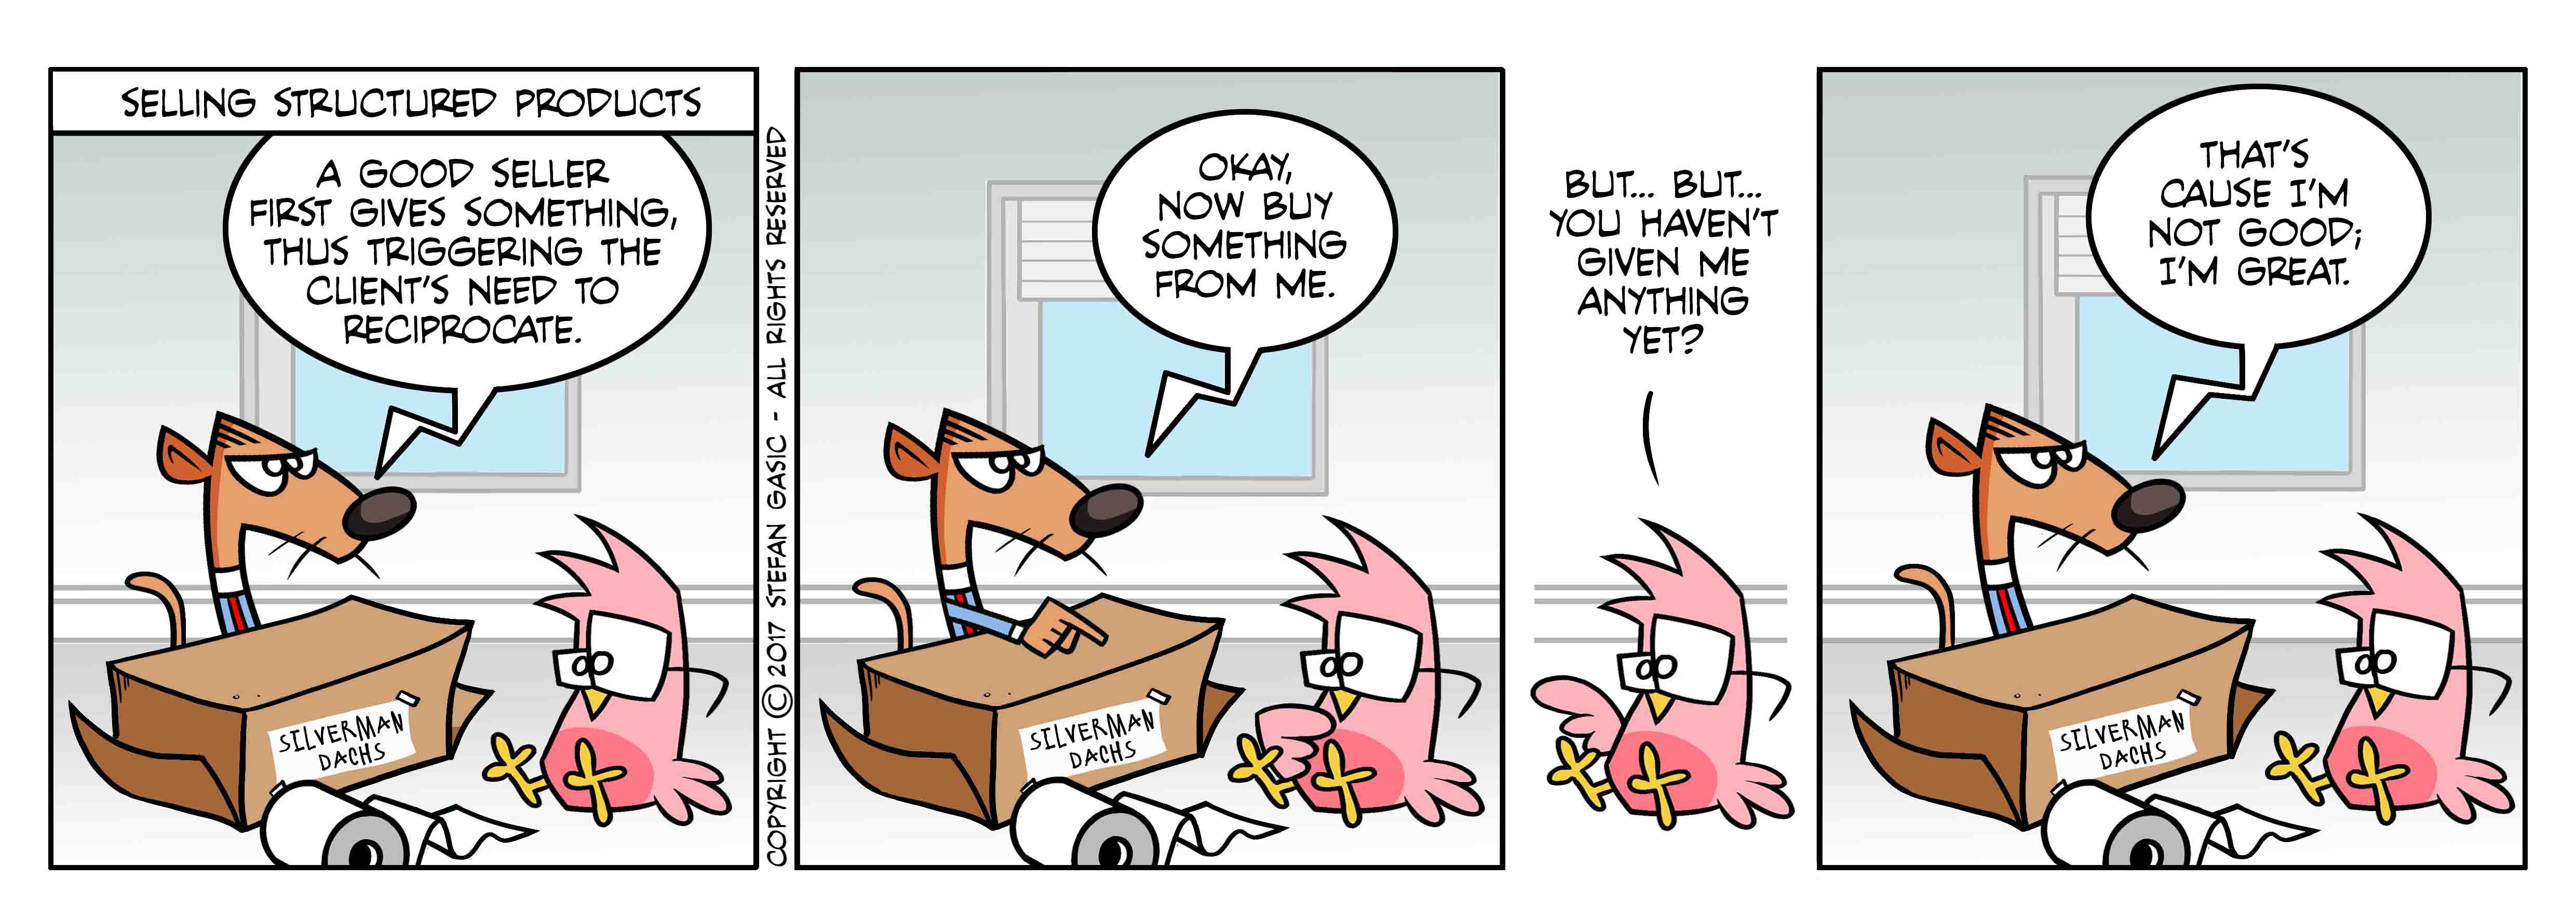 SELLING STRUCTURED PRODUCTS
A GOOD SELLER
FIRST GIVES SOMETHING,
THUS TRIGGERING THE
CLIENT'S NEED TO
RECIPROCATE.
SILVERMAN
DACHS
COPYRIGHT © 2017 STEFAN GASIC - ALL RIGHTS RESERVED
OKAY,
NOW BUY
SOMETHING
FROM ME.
SILVERMAN
DACHS
BUT... BUT...
YOU HAVEN'T
GIVEN ME
ANYTHING
YET?
THAT'S
CAUSE I'M
NOT GOOD;
I'M GREAT.
SILVERMAN
DACHS